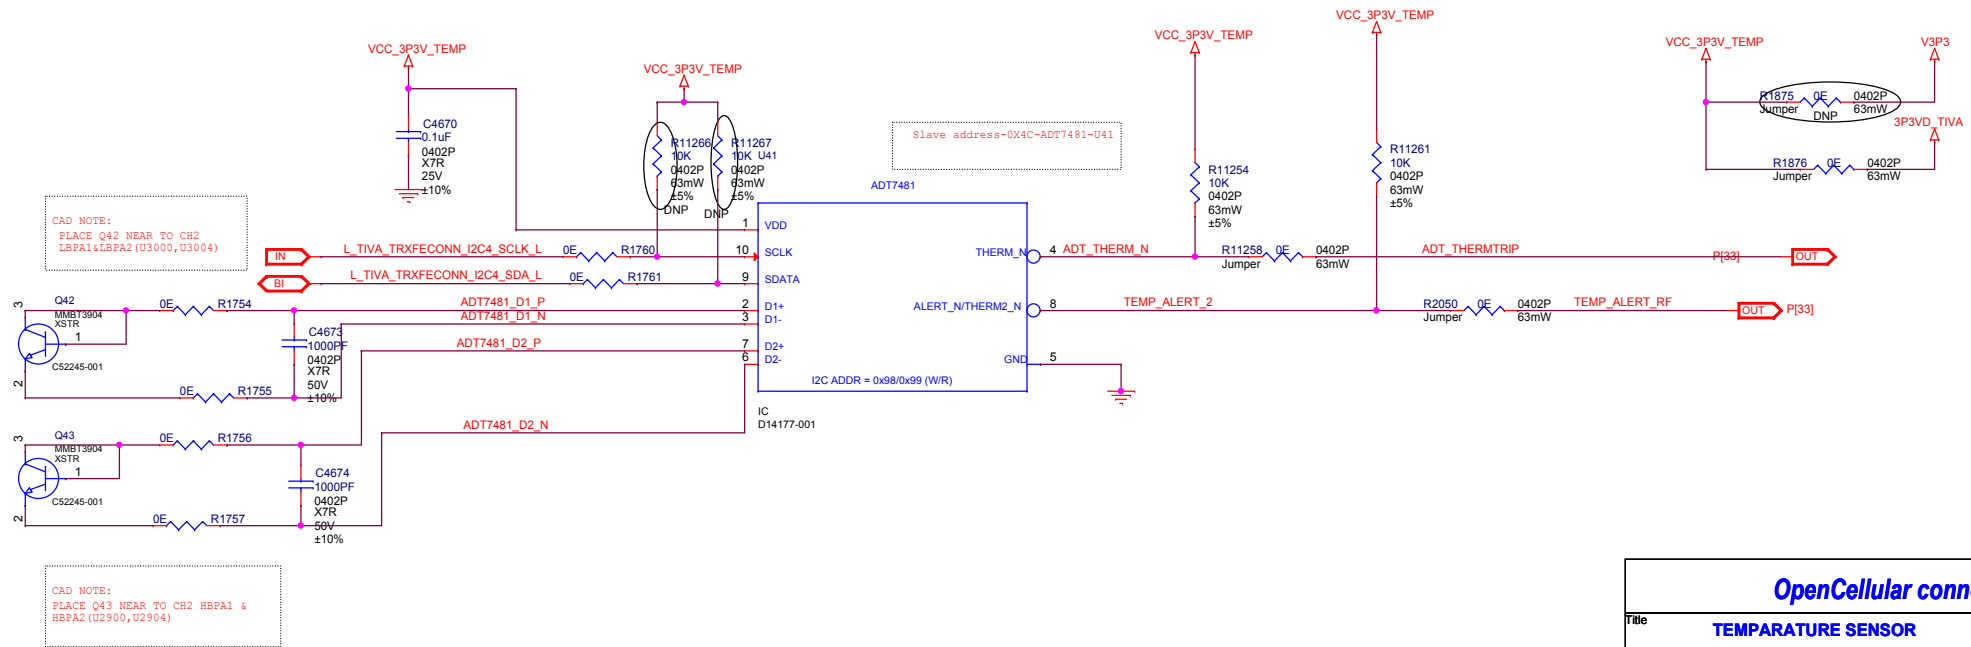 VCC_3P3V_TEMP
C4670
0.1uF
0402P
X7R
25V
±10%
VCC_3P3V_TEMP
R11266
10K
0402P
63mW
±5%
DNP
R11267
10K
0402P
63mW
±5%
DNP
U41
ADT7481
Slave address-0X4C-ADT7481-U41
VCC_3P3V_TEMP
R11254
10K
0402P
63mW
±5%
VCC_3P3V_TEMP
R11261
10K
0402P
63mW
±5%
VCC_3P3V_TEMP
V3P3
R1875 0E 0402P
Jumper DNP 63mW
3P3VD_TIVA
R1876 0E 0402P
Jumper 63mW
CAD NOTE:
PLACE Q42 NEAR TO CH2
LBPA1&LBPA2(U3000,U3004)
IN L_TIVA_TRXFECONN_I2C4_SCLK_L 0E R1760
BI L_TIVA_TRXFECONN_I2C4_SDA_L 0E R1761
1 VDD
10 SCLK
9 SDATA
2 D1+
3 D1-
7 D2+
6 D2-
THERM_N 4
ALERT_N/THERM2_N 8
GND 5
I2C ADDR = 0x98/0x99 (W/R)
IC
D14177-001
ADT_THERM_N R11258 0E 0402P ADT_THERMTRIP P[33] OUT
Jumper 63mW
TEMP_ALERT_2 R2050 0E 0402P TEMP_ALERT_RF OUT P[33]
Jumper 63mW
3 Q42
MMBT3904
XSTR
1
C52245-001
2
0E R1754
ADT7481_D1_P
ADT7481_D1_N
C4673
1000PF
0402P
X7R
50V
±10%
0E R1755
ADT7481_D2_P
ADT7481_D2_N
3 Q43
MMBT3904
XSTR
1
C52245-001
2
0E R1756
C4674
1000PF
0402P
X7R
50V
±10%
0E R1757
CAD NOTE:
PLACE Q43 NEAR TO CH2 HBPA1 &
HBPA2(U2900,U2904)
OpenCellular conn
Title
TEMPARATURE SENSOR